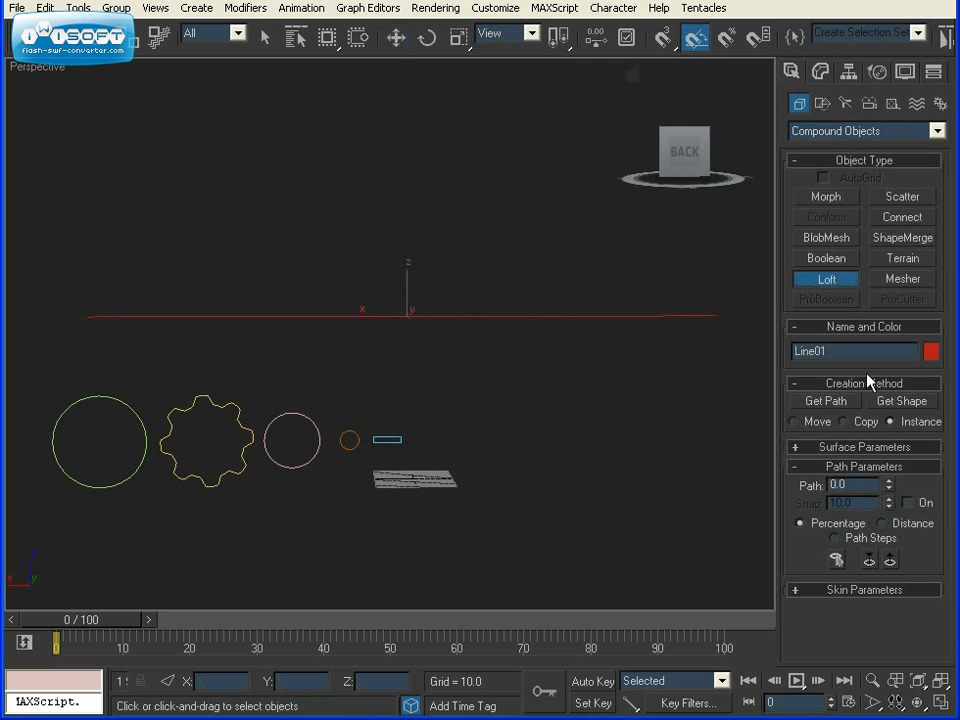 File Edit Tools Group Views Create Modifiers Animation Graph Editors Rendering Customize MAXScript Character Help Tentacles
iWiSOFT
flash-swf-converter.com
All
View
0.00
Create Selection Set
Perspective
BACK
z
x
y
Compound Objects
Object Type
AutoGrid
Morph Scatter
Conform Connect
BlobMesh ShapeMerge
Boolean Terrain
Loft Mesher
ProBoolean ProCutter
Name and Color
Line01
Creation Method
Get Path Get Shape
Move Copy Instance
Surface Parameters
Path Parameters
Path: 0.0
Snap: 10.0 On
Percentage Distance
Path Steps
Skin Parameters
x y
0 / 100
0 10 20 30 40 50 60 70 80 90 100
X: Y: Z: Grid = 10.0
Auto Key Selected
MAXScript.
Click or click-and-drag to select objects
Add Time Tag
Set Key Key Filters...
0